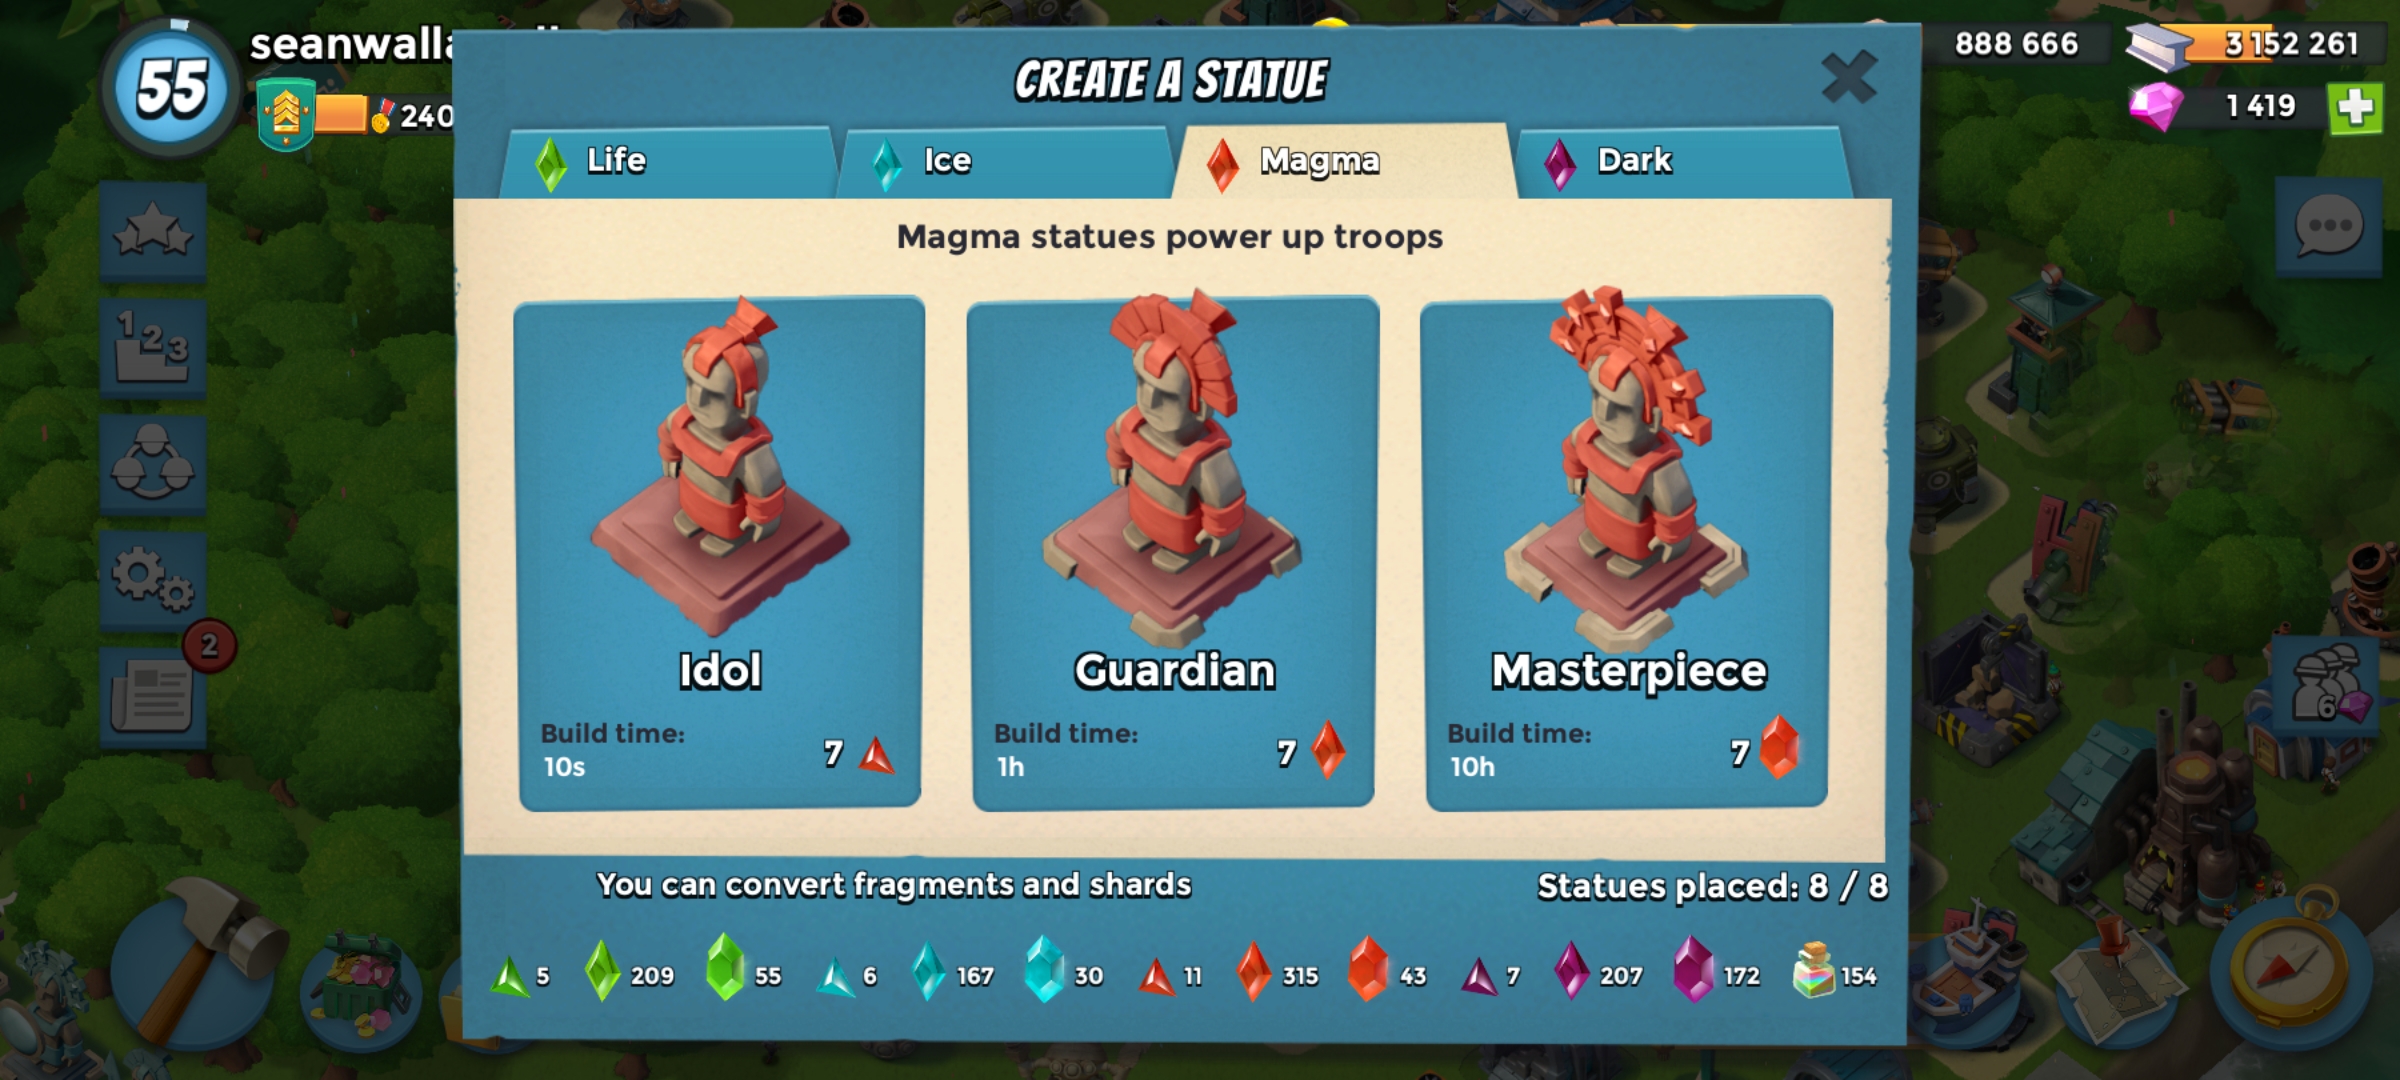 55
240
888 666
3 152 261
1 419
CREATE A STATUE
Life
Ice
Magma
Dark
Magma statues power up troops
Idol
Build time:
10s
7
Guardian
Build time:
1h
7
Masterpiece
Build time:
10h
7
You can convert fragments and shards
Statues placed: 8 / 8
5 209 55 6 167 30 11 315 43 7 207 172 154
1 2 3
2
6